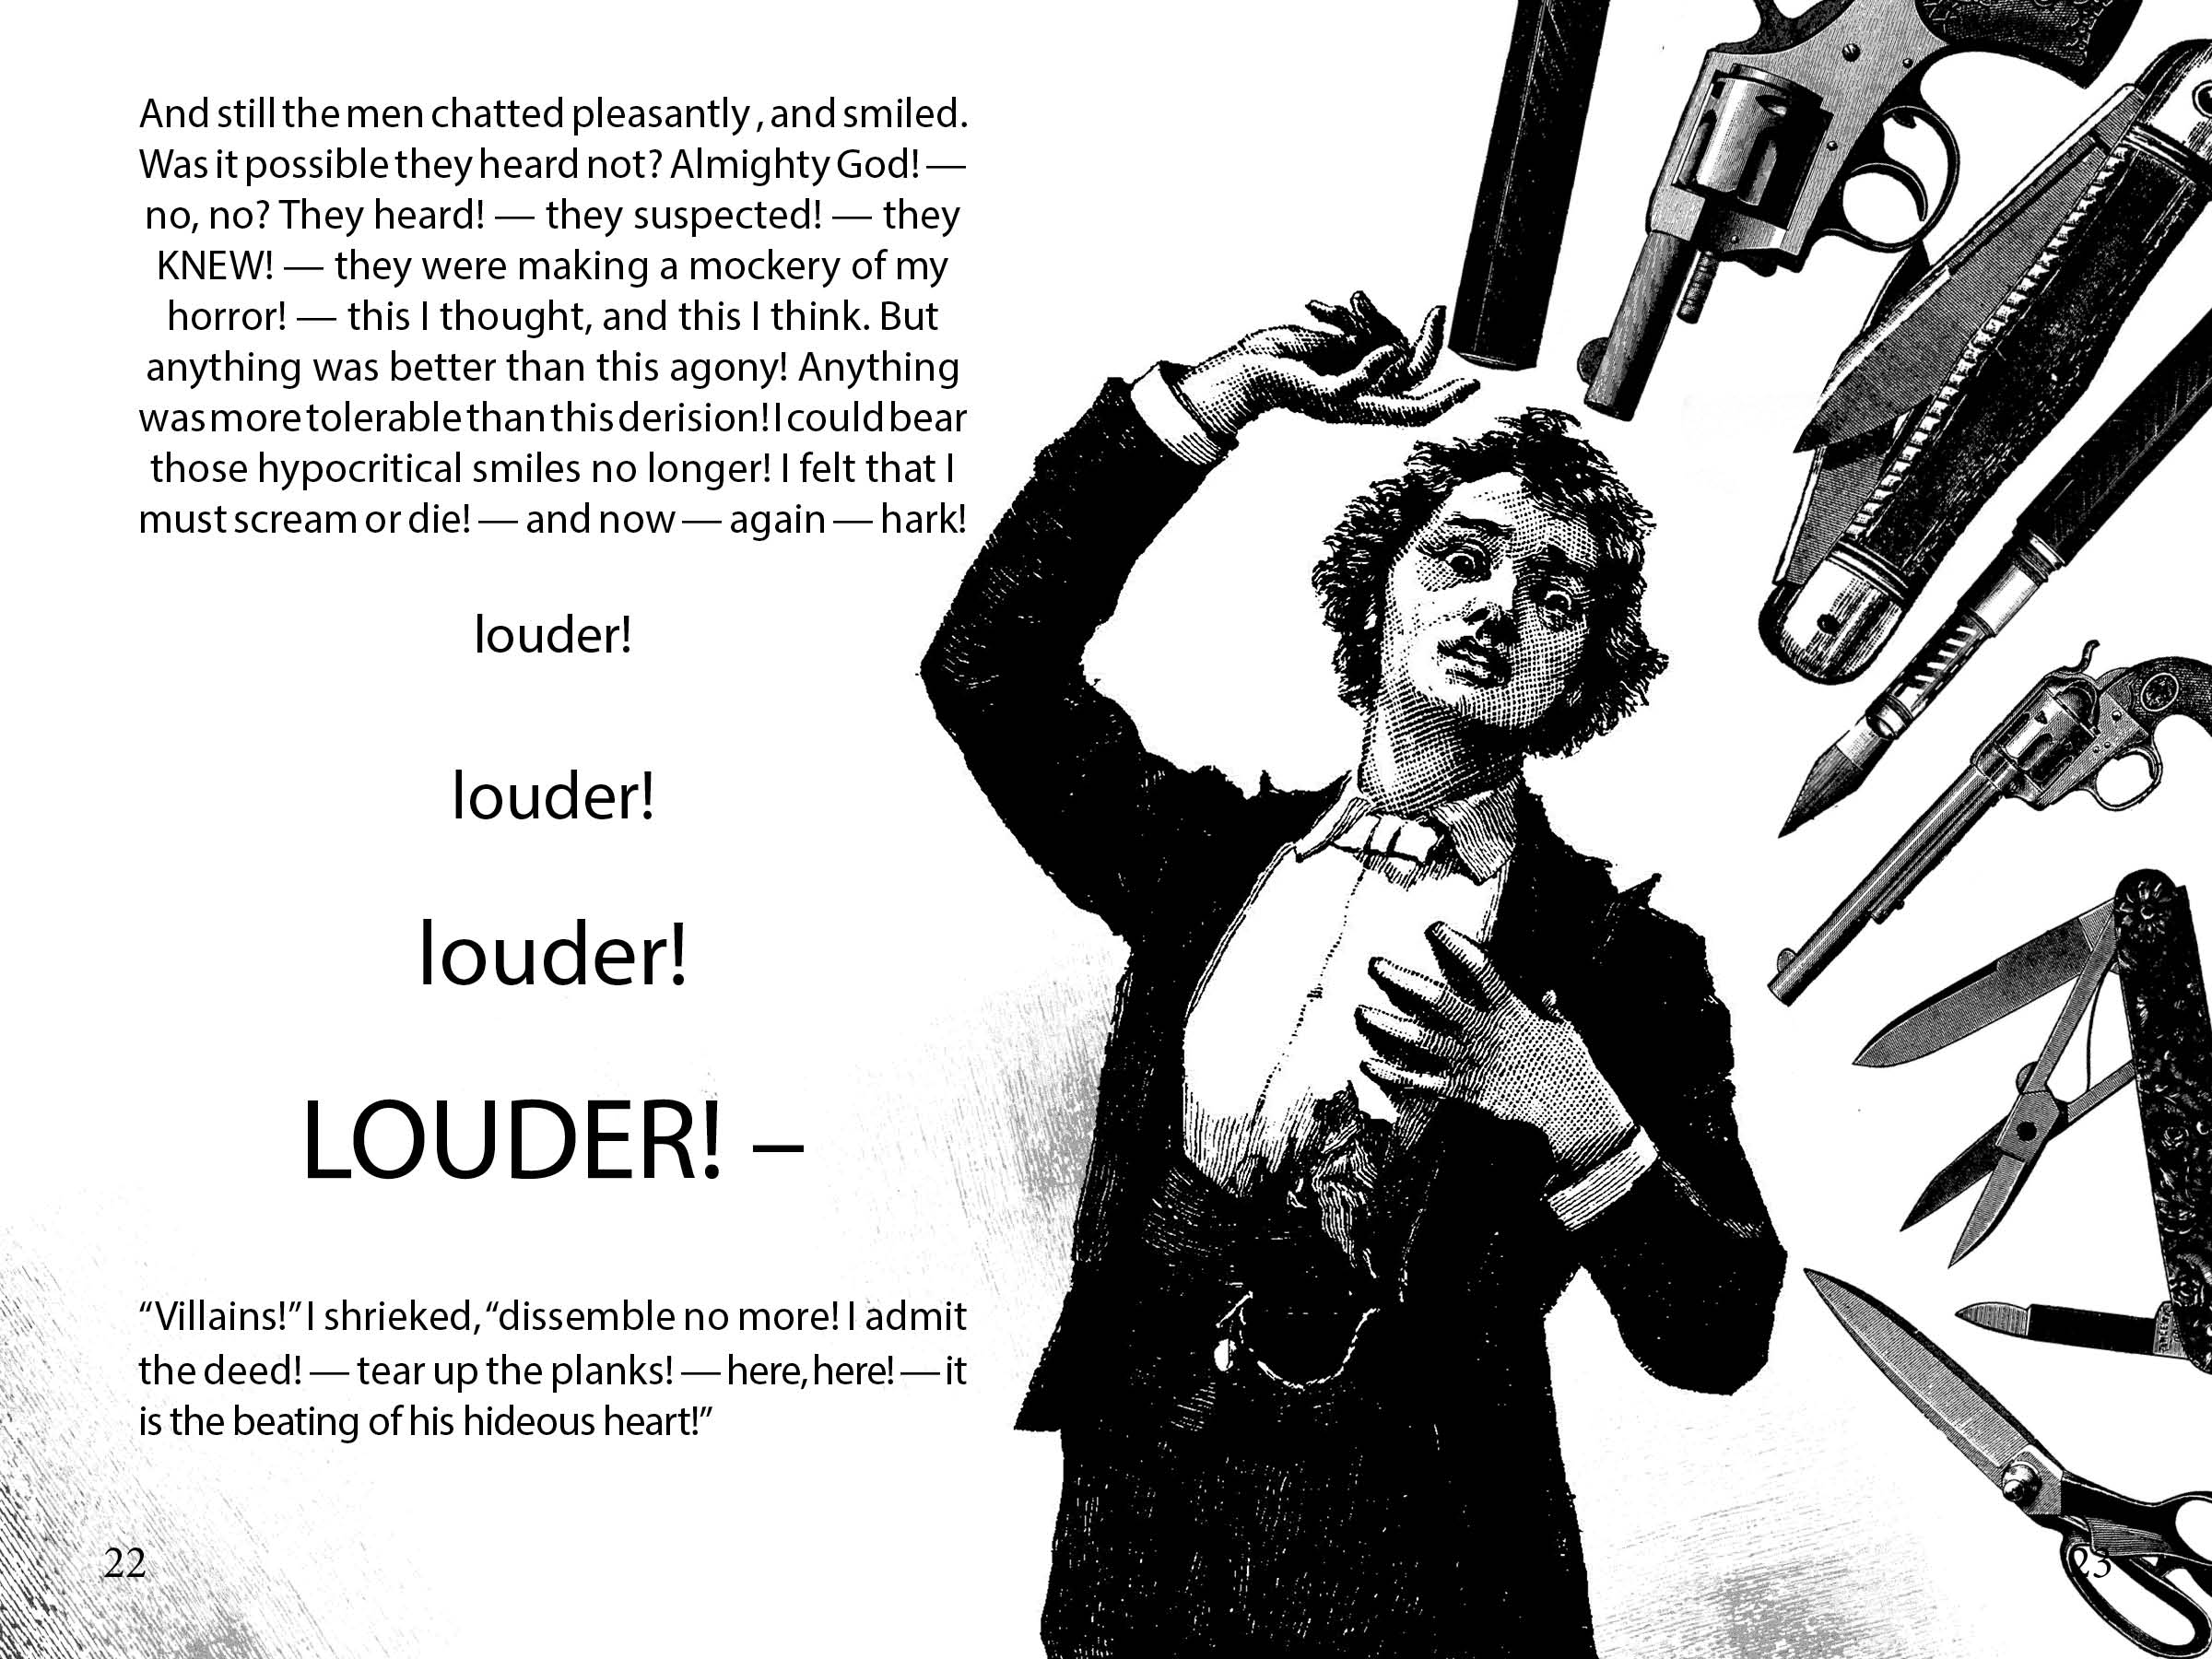 And still the men chatted pleasantly , and smiled.
Was it possible they heard not? Almighty God! —
no, no? They heard! — they suspected! — they
KNEW! — they were making a mockery of my
horror! — this I thought, and this I think. But
anything was better than this agony! Anything
was more tolerable than this derision! I could bear
those hypocritical smiles no longer! I felt that I
must scream or die! — and now — again — hark!
louder!
louder!
louder!
LOUDER! –
“Villains!” I shrieked, “dissemble no more! I admit
the deed! — tear up the planks! — here, here! — it
is the beating of his hideous heart!”
22
23